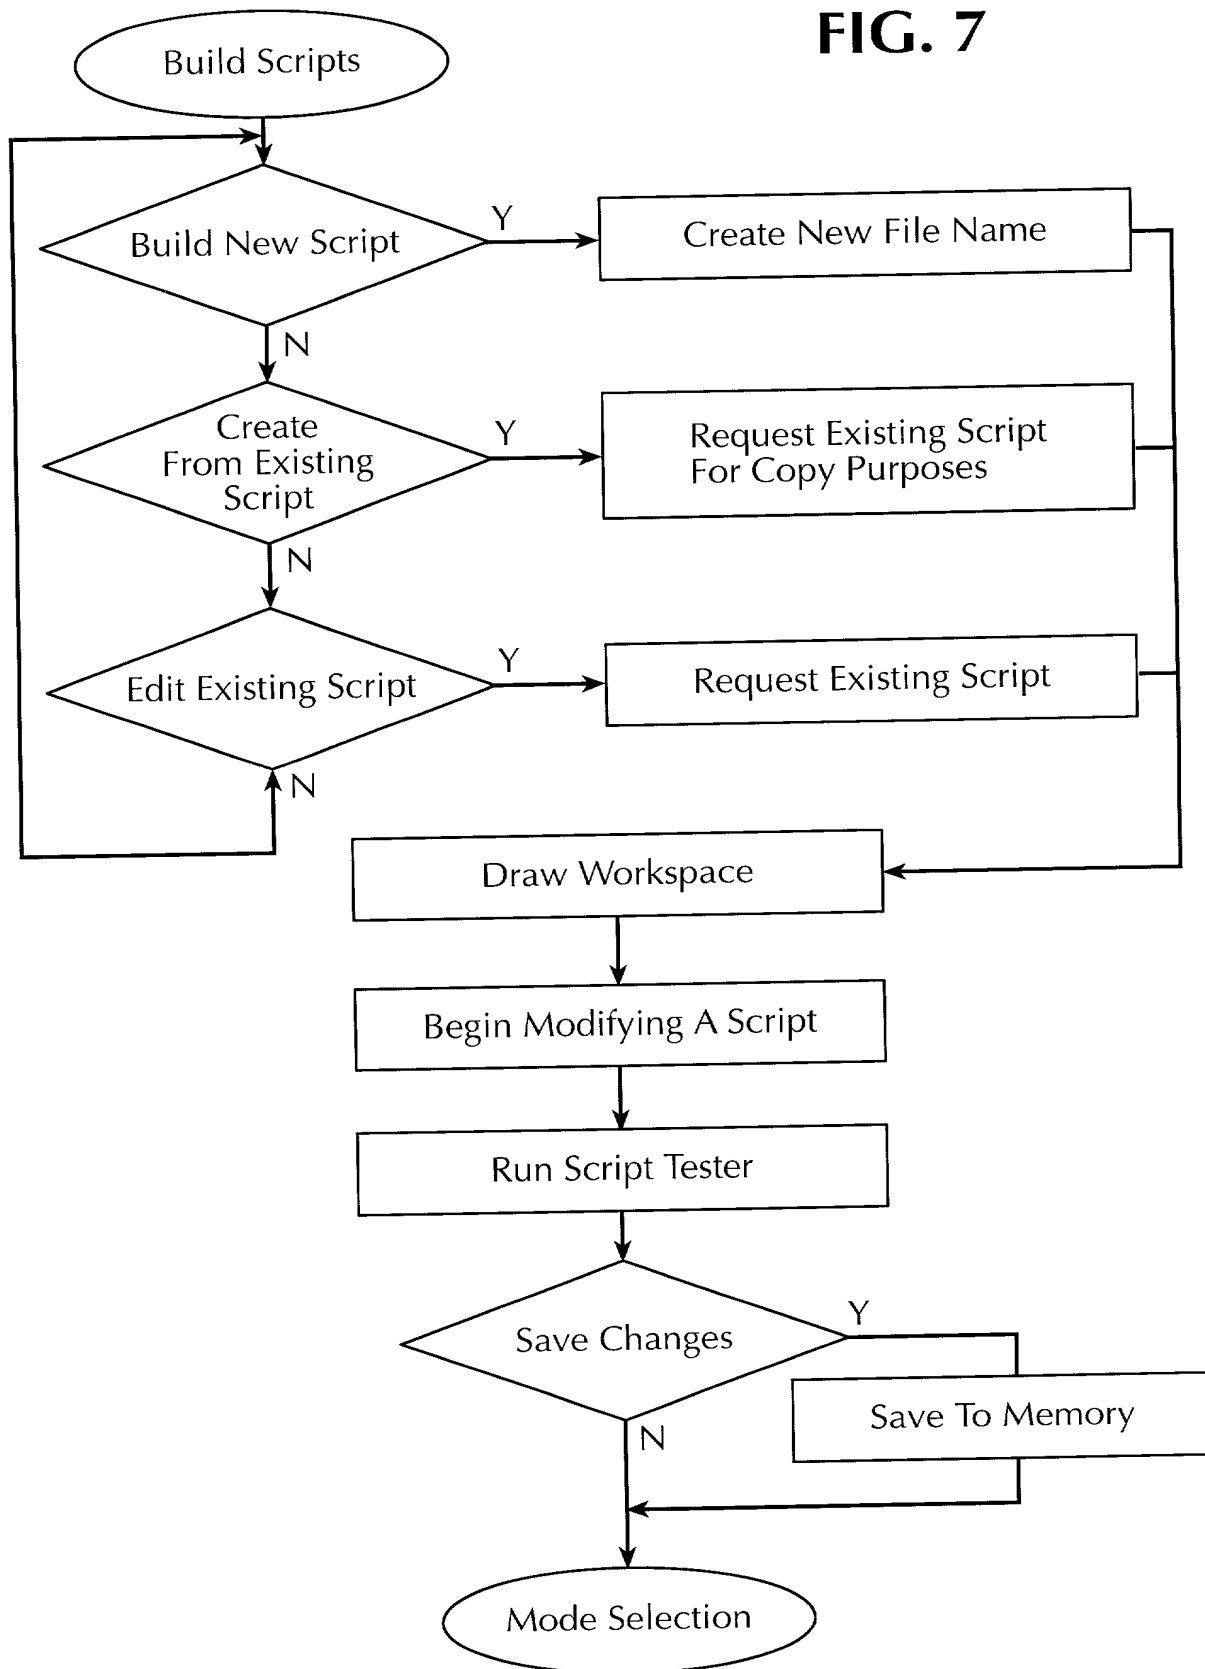 FIG. 7
Build Scripts
Build New Script
Y
Create New File Name
N
Create
From Existing
Script
Y
Request Existing Script
For Copy Purposes
N
Edit Existing Script
Y
Request Existing Script
N
Draw Workspace
Begin Modifying A Script
Run Script Tester
Save Changes
Y
Save To Memory
N
Mode Selection